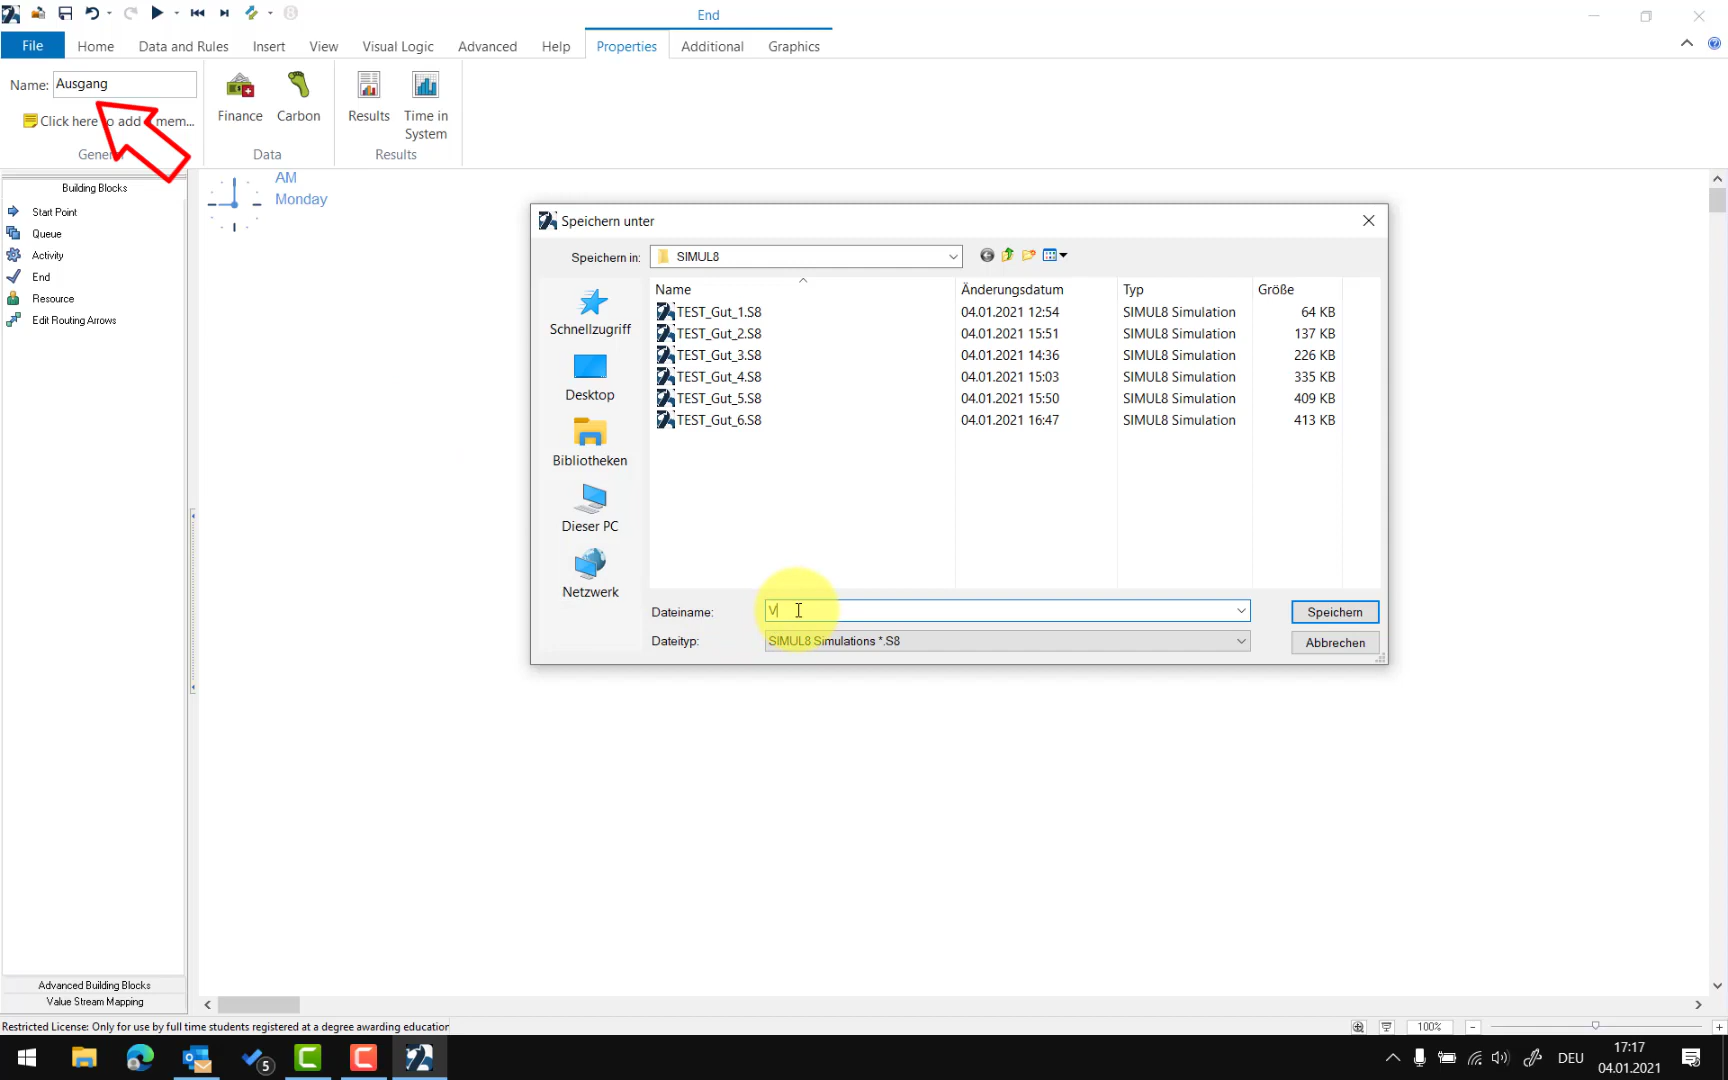 End
File
Home
Data and Rules
Insert
View
Visual Logic
Advanced
Help
Properties
Additional
Graphics
Name: Ausgang
Click here to add mem...
General
Finance
Carbon
Data
Results
Time in
System
Results
Building Blocks
Start Point
Queue
Activity
End
Resource
Edit Routing Arrows
AM
Monday
Speichern unter
Speichern in: SIMUL8
Name Änderungsdatum Typ Größe
TEST_Gut_1.S8 04.01.2021 12:54 SIMUL8 Simulation 64 KB
TEST_Gut_2.S8 04.01.2021 15:51 SIMUL8 Simulation 137 KB
TEST_Gut_3.S8 04.01.2021 14:36 SIMUL8 Simulation 226 KB
TEST_Gut_4.S8 04.01.2021 15:03 SIMUL8 Simulation 335 KB
TEST_Gut_5.S8 04.01.2021 15:50 SIMUL8 Simulation 409 KB
TEST_Gut_6.S8 04.01.2021 16:47 SIMUL8 Simulation 413 KB
Schnellzugriff
Desktop
Bibliotheken
Dieser PC
Netzwerk
Dateiname: V
Speichern
Dateityp: SIMUL8 Simulations *.S8
Abbrechen
Advanced Building Blocks
Value Stream Mapping
Restricted License: Only for use by full time students registered at a degree awarding education
100%
5
DEU
17:17
04.01.2021